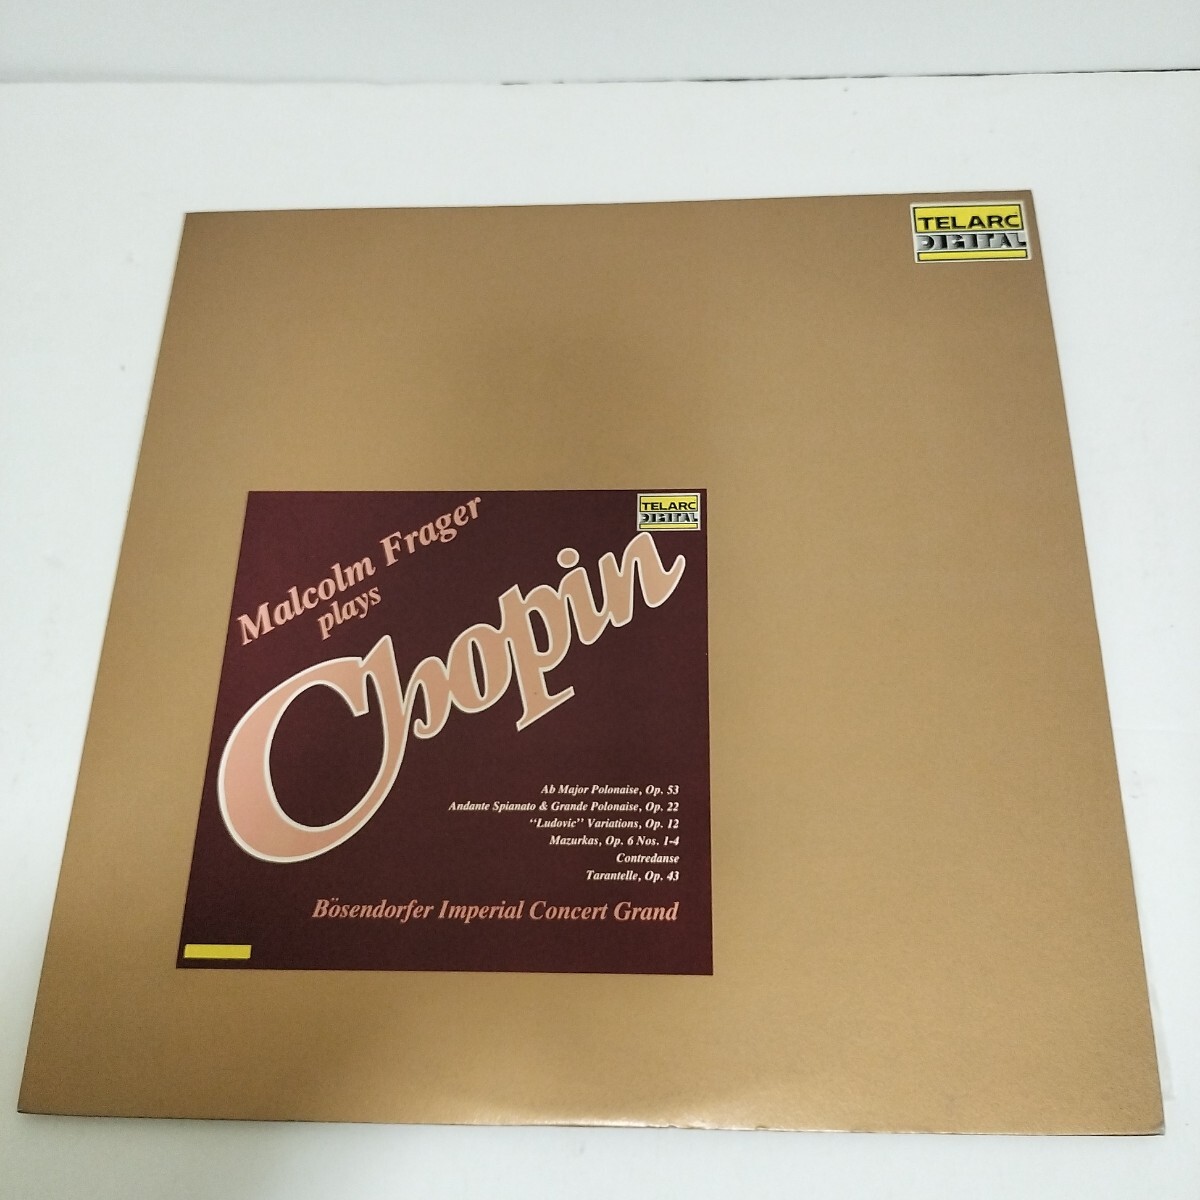 TELARC
DIGITAL
TELARC
DIGITAL
Malcolm Frager
plays
Chopin
Ab Major Polonaise, Op. 53
Andante Spianato & Grande Polonaise, Op. 22
"Ludovic" Variations, Op. 12
Mazurkas, Op. 6 Nos. 1-4
Contredanse
Tarantelle, Op. 43
Bösendorfer Imperial Concert Grand